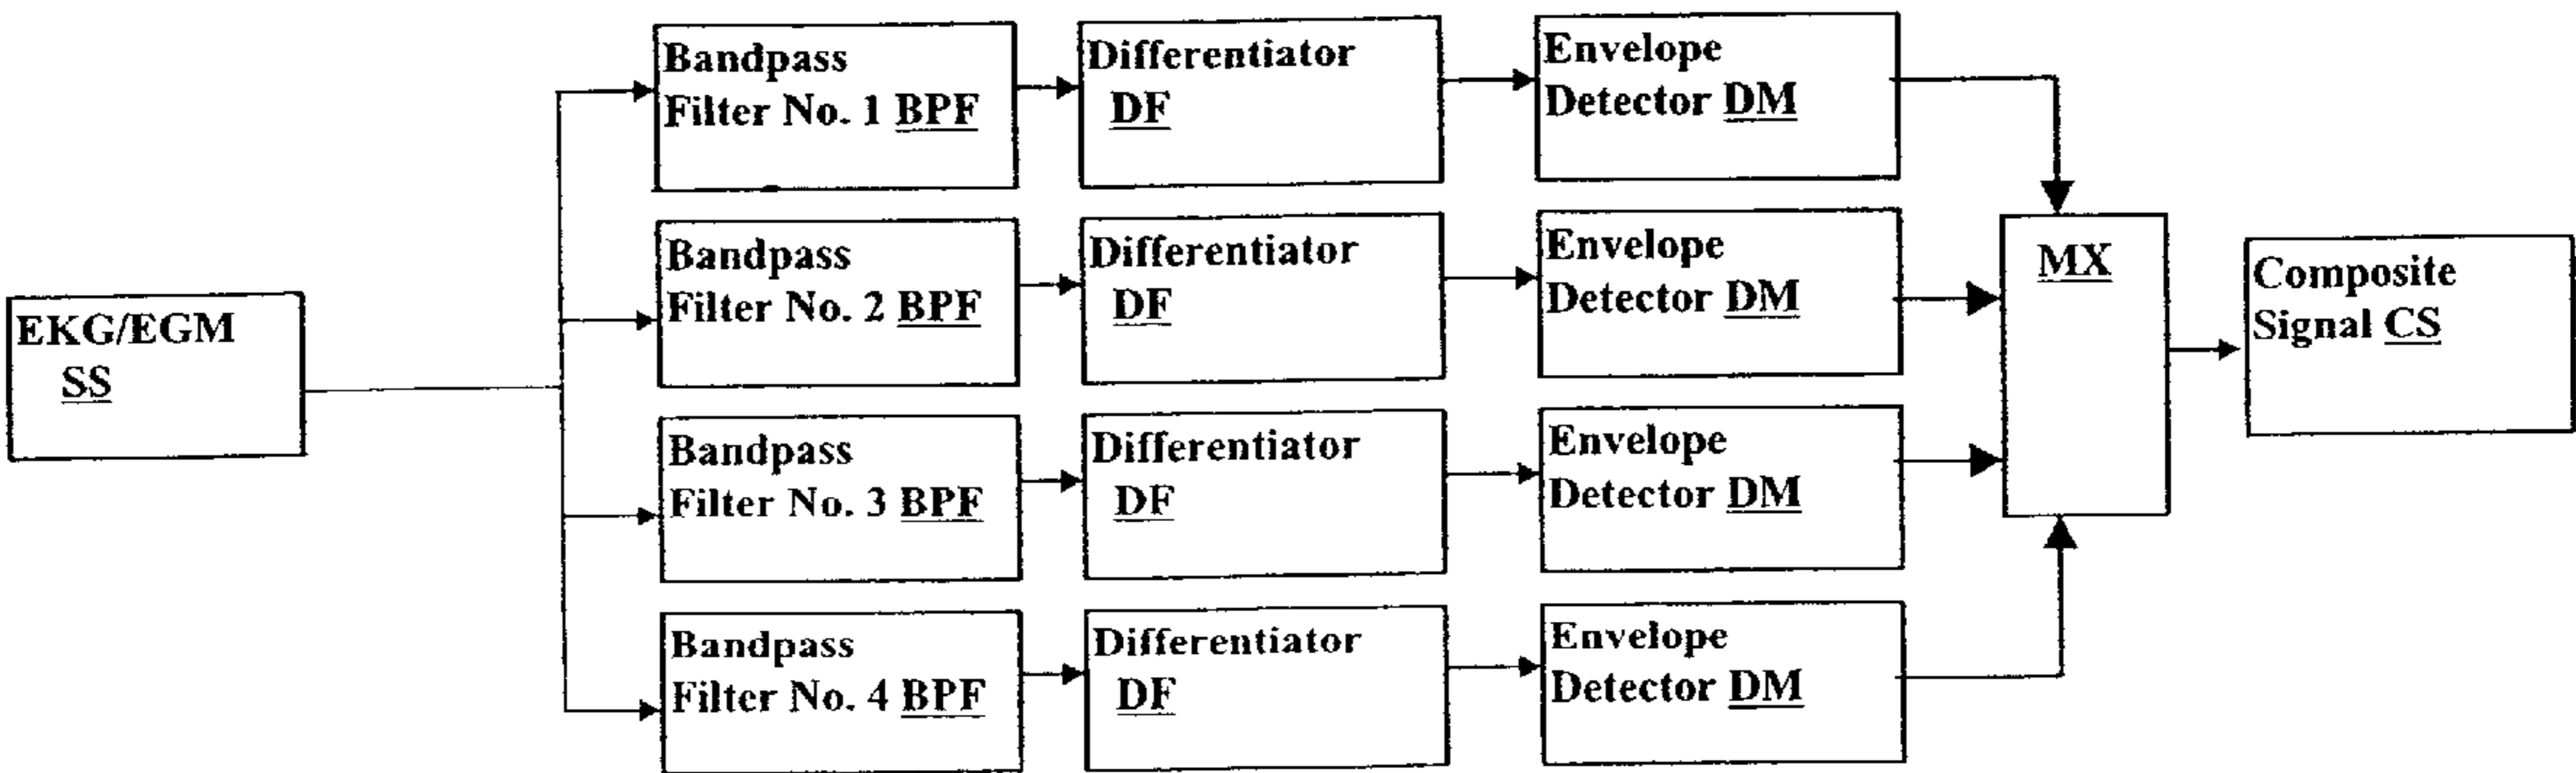 EKG/EGM
SS
Bandpass
Filter No. 1 BPF
Differentiator
DF
Envelope
Detector DM
Bandpass
Filter No. 2 BPF
Differentiator
DF
Envelope
Detector DM
Bandpass
Filter No. 3 BPF
Differentiator
DF
Envelope
Detector DM
Bandpass
Filter No. 4 BPF
Differentiator
DF
Envelope
Detector DM
MX
Composite
Signal CS